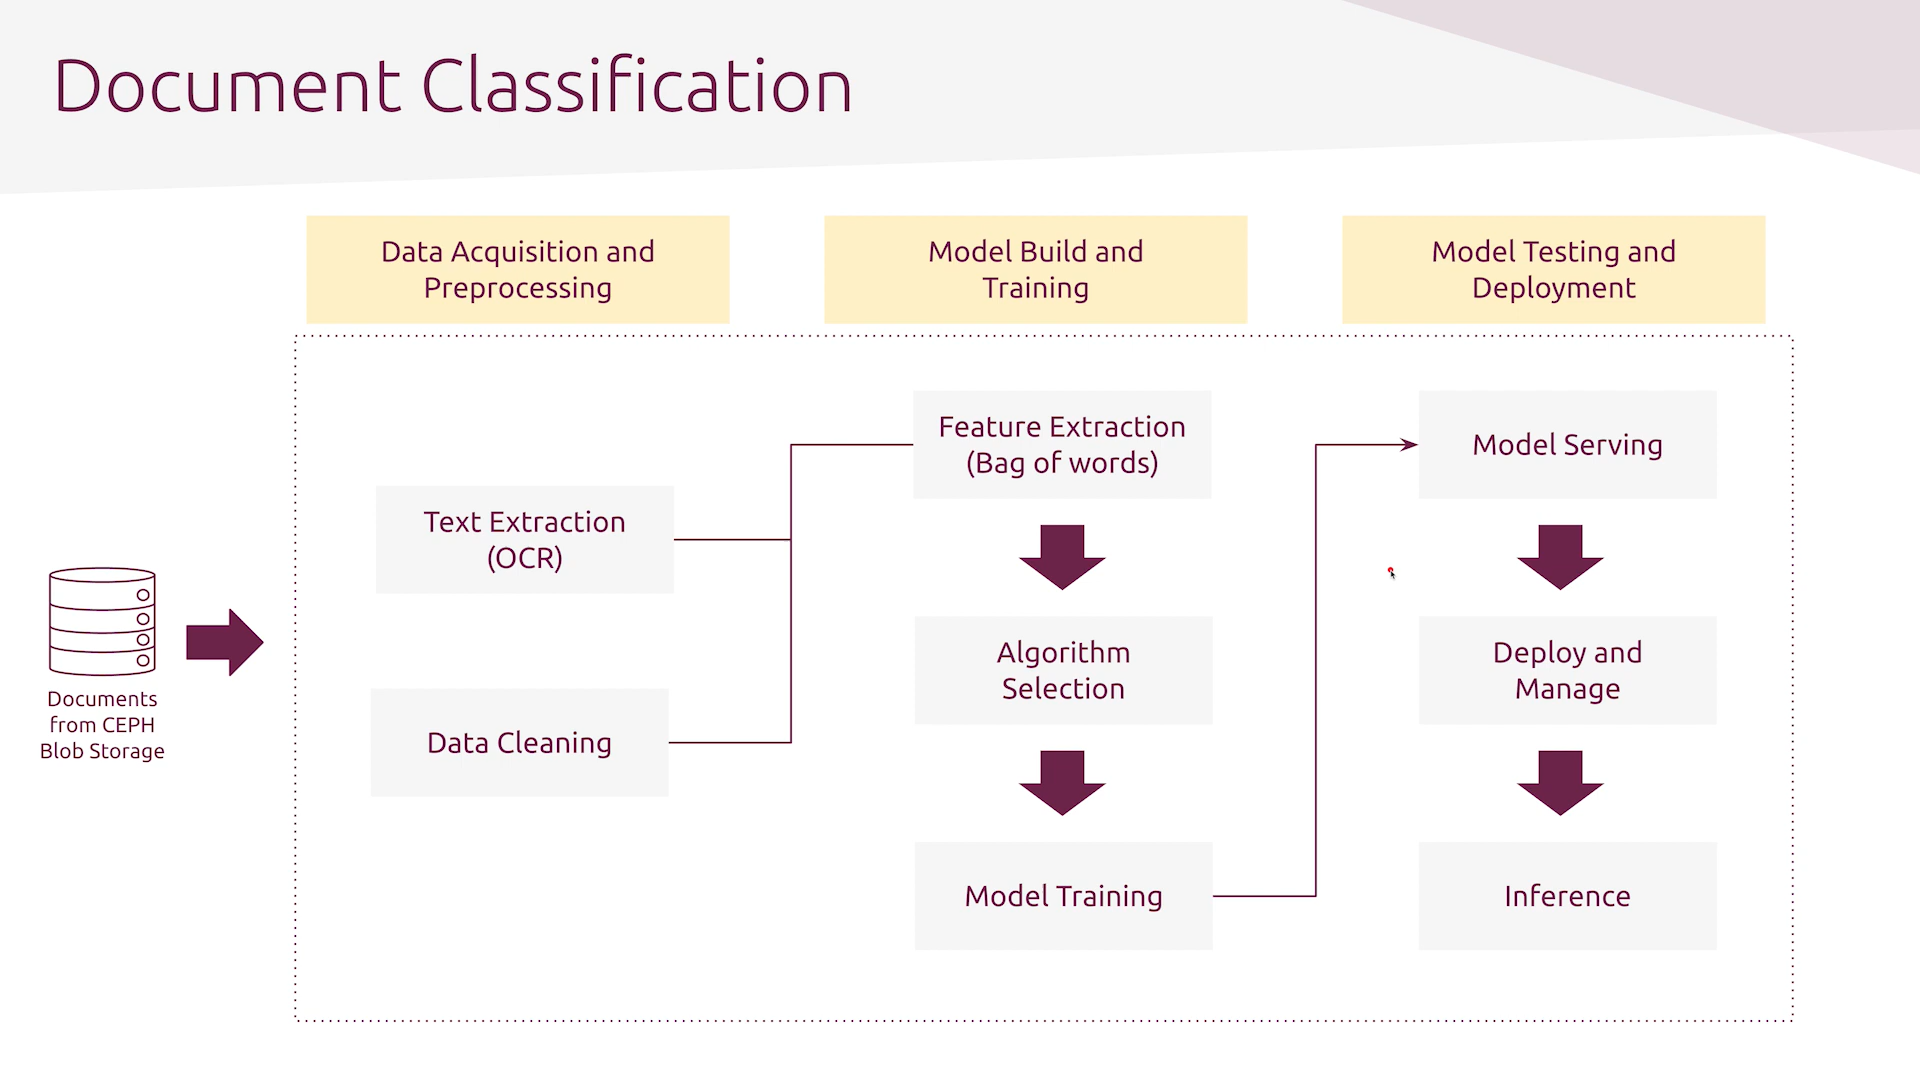 Document Classification
Data Acquisition and
Preprocessing
Model Build and
Training
Model Testing and
Deployment
Documents
from CEPH
Blob Storage
Text Extraction
(OCR)
Data Cleaning
Feature Extraction
(Bag of words)
Algorithm
Selection
Model Training
Model Serving
Deploy and
Manage
Inference